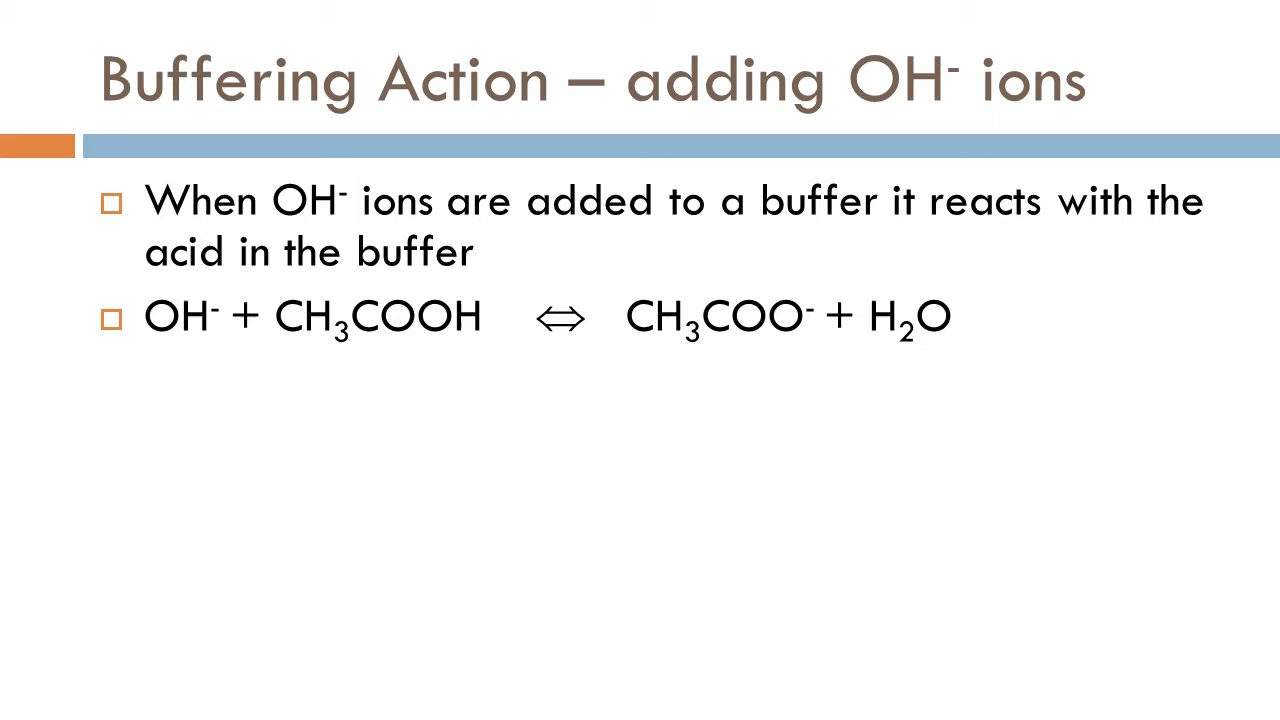 Buffering Action – adding OH⁻ ions
When OH⁻ ions are added to a buffer it reacts with the
acid in the buffer
OH⁻ + CH₃COOH ⇔ CH₃COO⁻ + H₂O